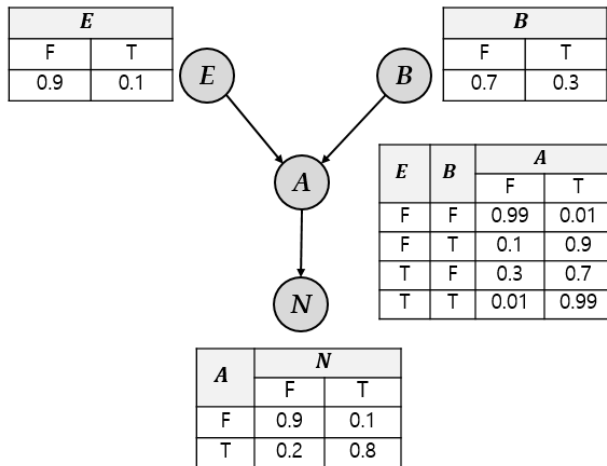 E
F T
0.9 0.1
E
B
B
F T
0.7 0.3
A
E B A
F T
F F 0.99 0.01
F T 0.1 0.9
T F 0.3 0.7
T T 0.01 0.99
N
A N
F T
F 0.9 0.1
T 0.2 0.8